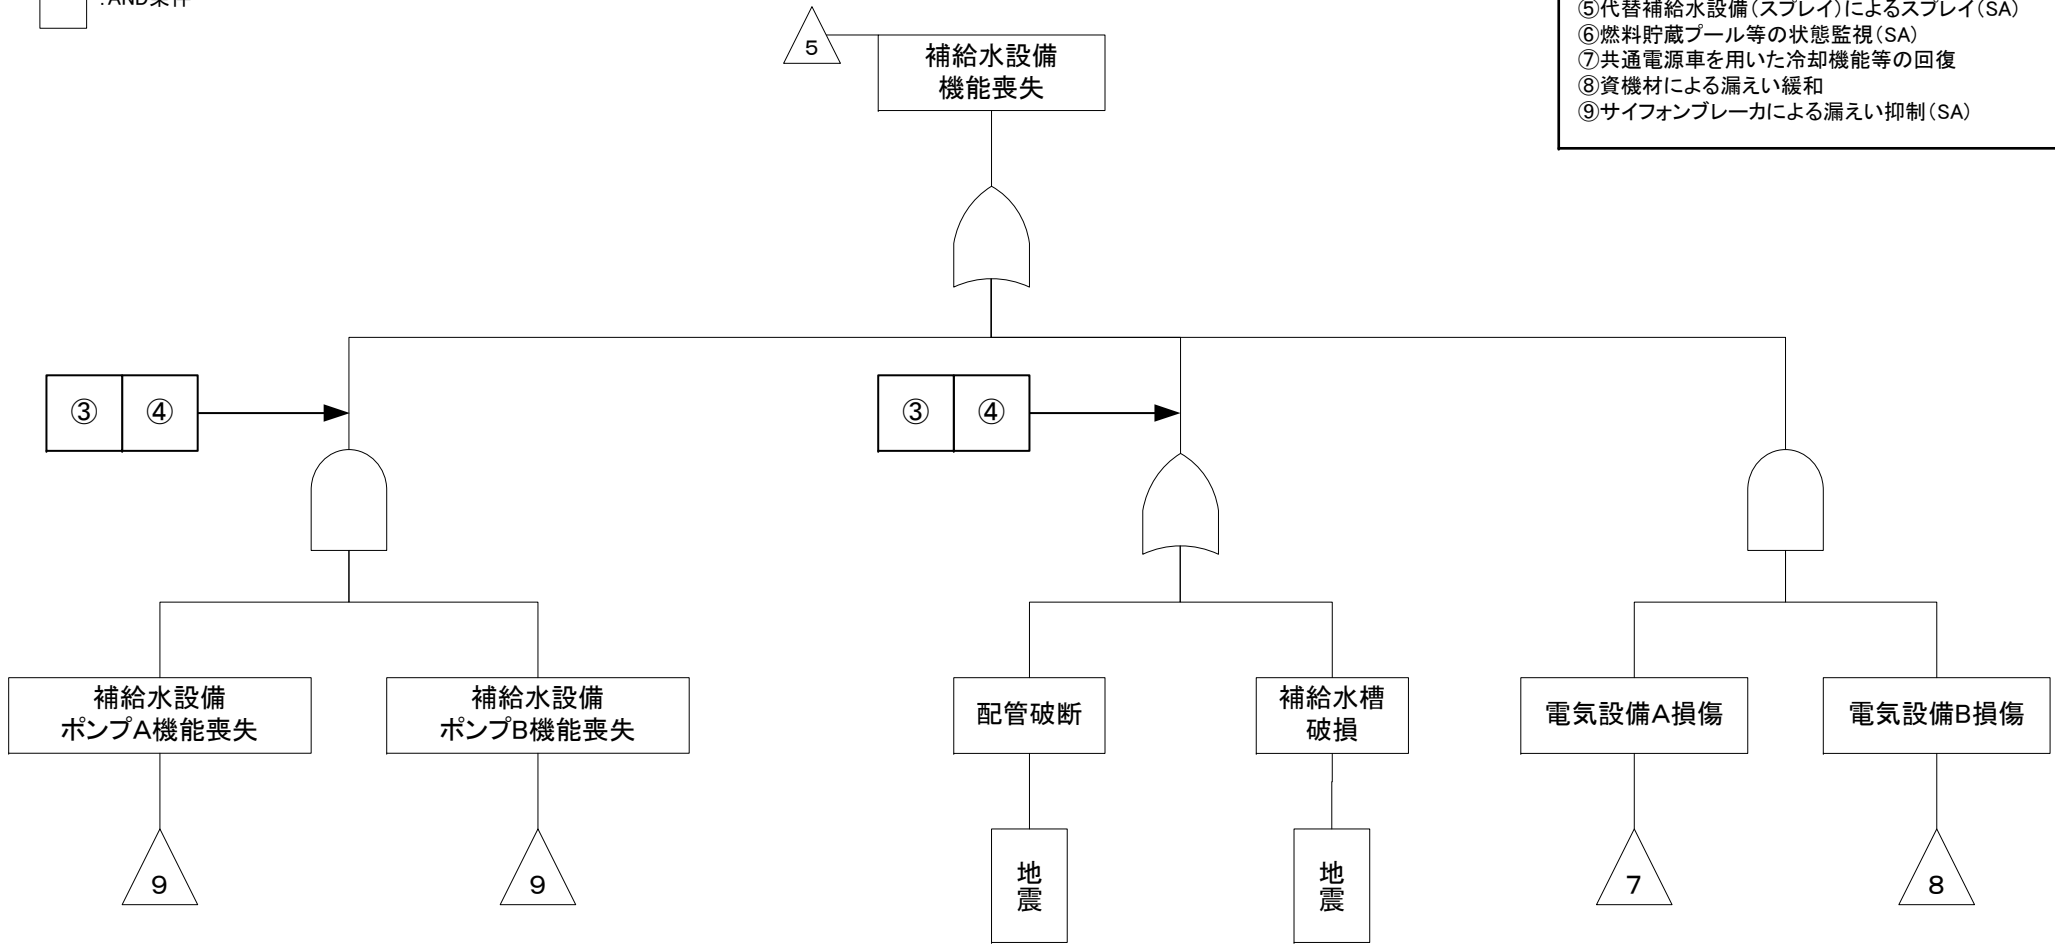 :AND条件
⑤代替補給水設備(スプレイ)によるスプレイ(SA)
⑥燃料貯蔵プール等の状態監視(SA)
⑦共通電源車を用いた冷却機能等の回復
⑧資機材による漏えい緩和
⑨サイフォンブレーカによる漏えい抑制(SA)
5
補給水設備
機能喪失
③ ④
③ ④
補給水設備
ポンプA機能喪失
補給水設備
ポンプB機能喪失
配管破断
補給水槽
破損
電気設備A損傷
電気設備B損傷
9
9
地震
地震
7
8